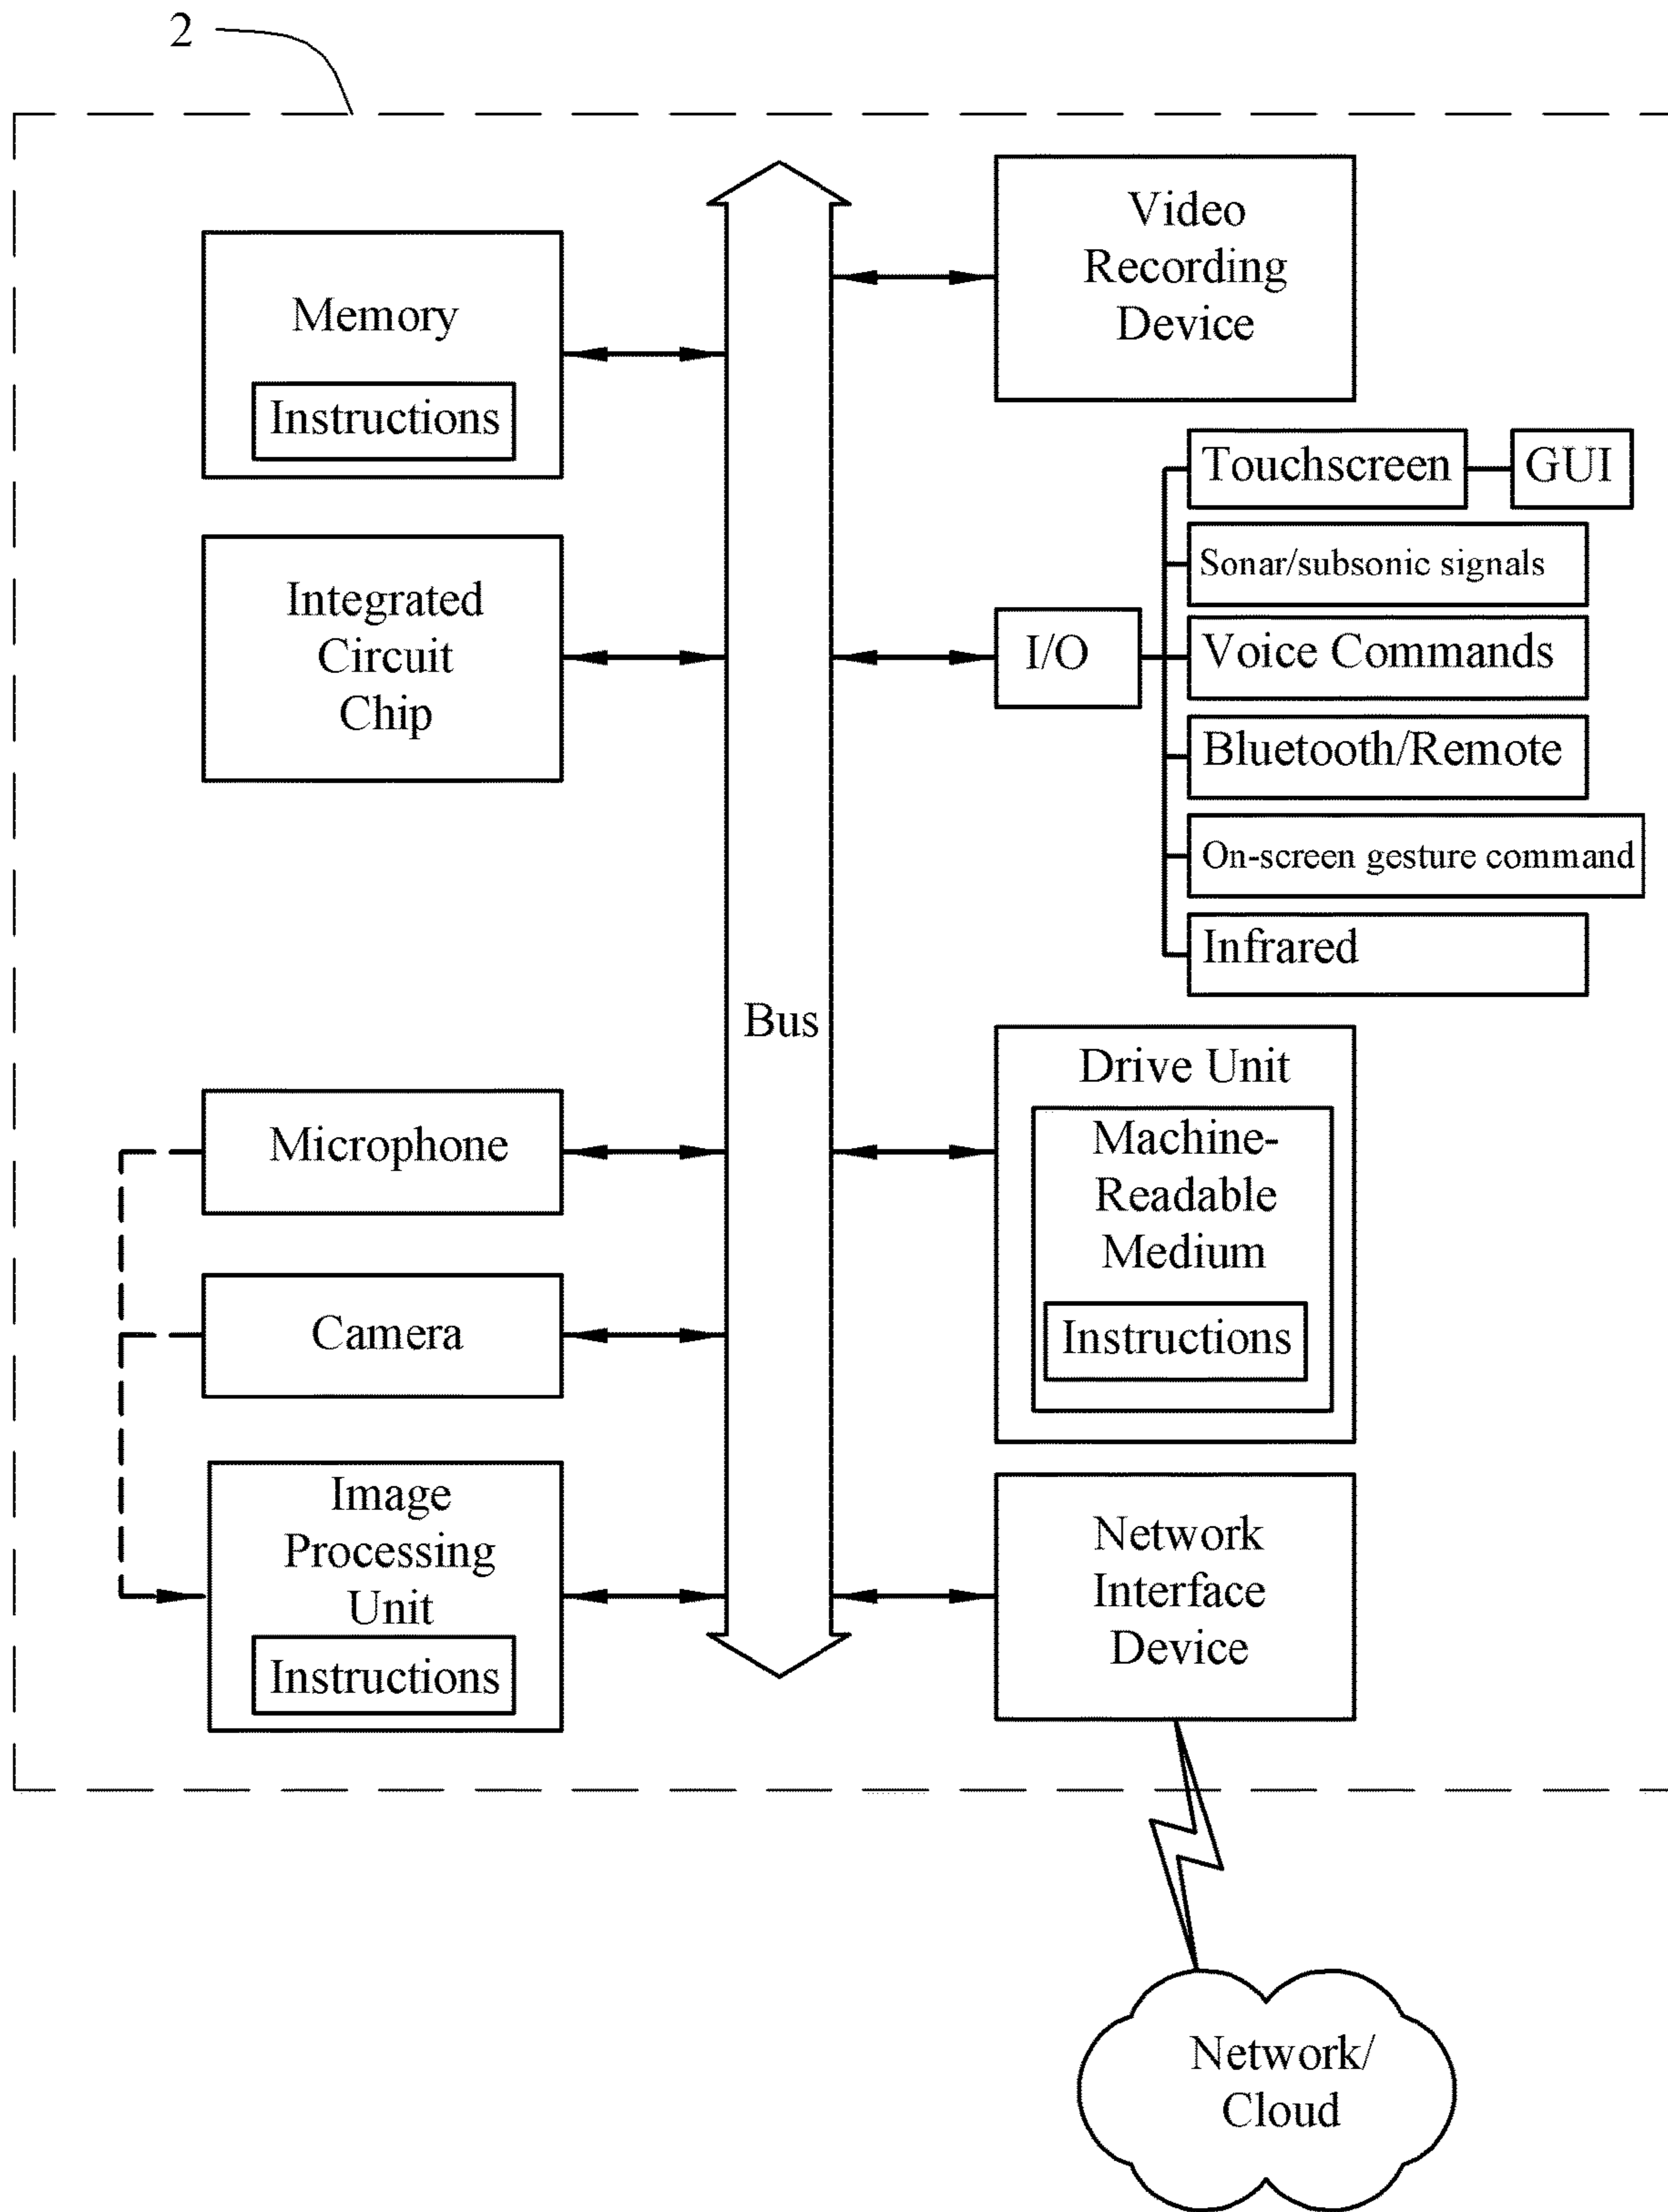 2
Memory
Instructions
Integrated
Circuit
Chip
Microphone
Camera
Image
Processing
Unit
Instructions
Bus
Video
Recording
Device
I/O
Touchscreen
GUI
Sonar/subsonic signals
Voice Commands
Bluetooth/Remote
On-screen gesture command
Infrared
Drive Unit
Machine-
Readable
Medium
Instructions
Network
Interface
Device
Network/
Cloud